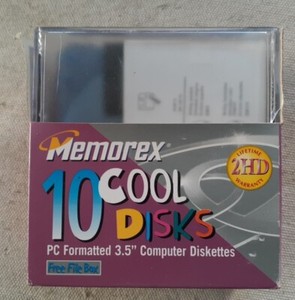 Memorex
10 COOL
DISKS
PC Formatted 3.5" Computer Diskettes
Free File Box
LIFETIME
2HD
WARRANTY